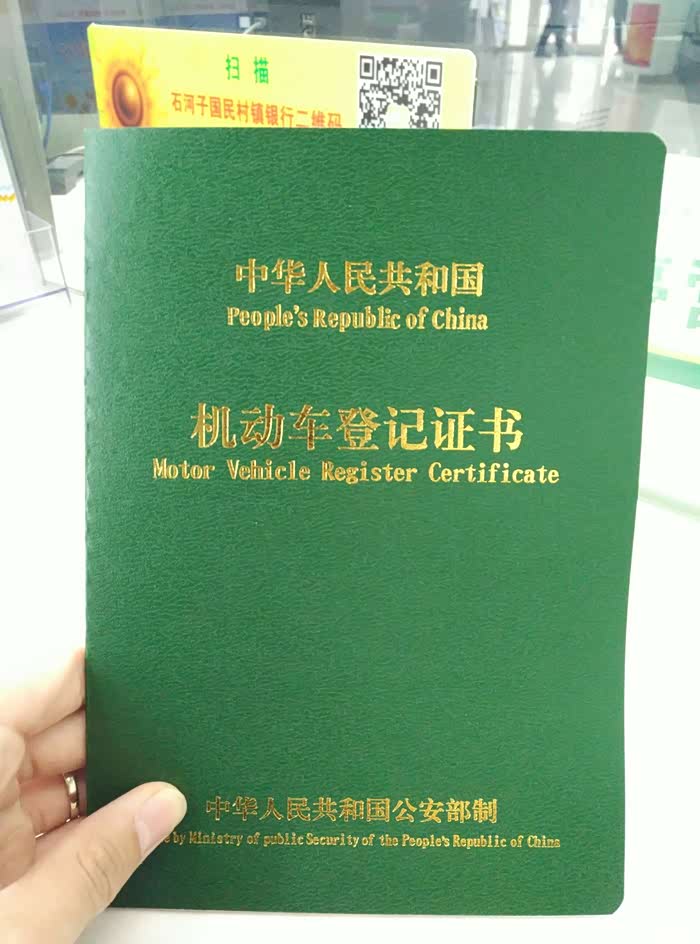 扫描
石河子国民村镇银行二维码
中华人民共和国
People's Republic of China
机动车登记证书
Motor Vehicle Register Certificate
中华人民共和国公安部制
by Ministry of public Security of the People's Republic of China